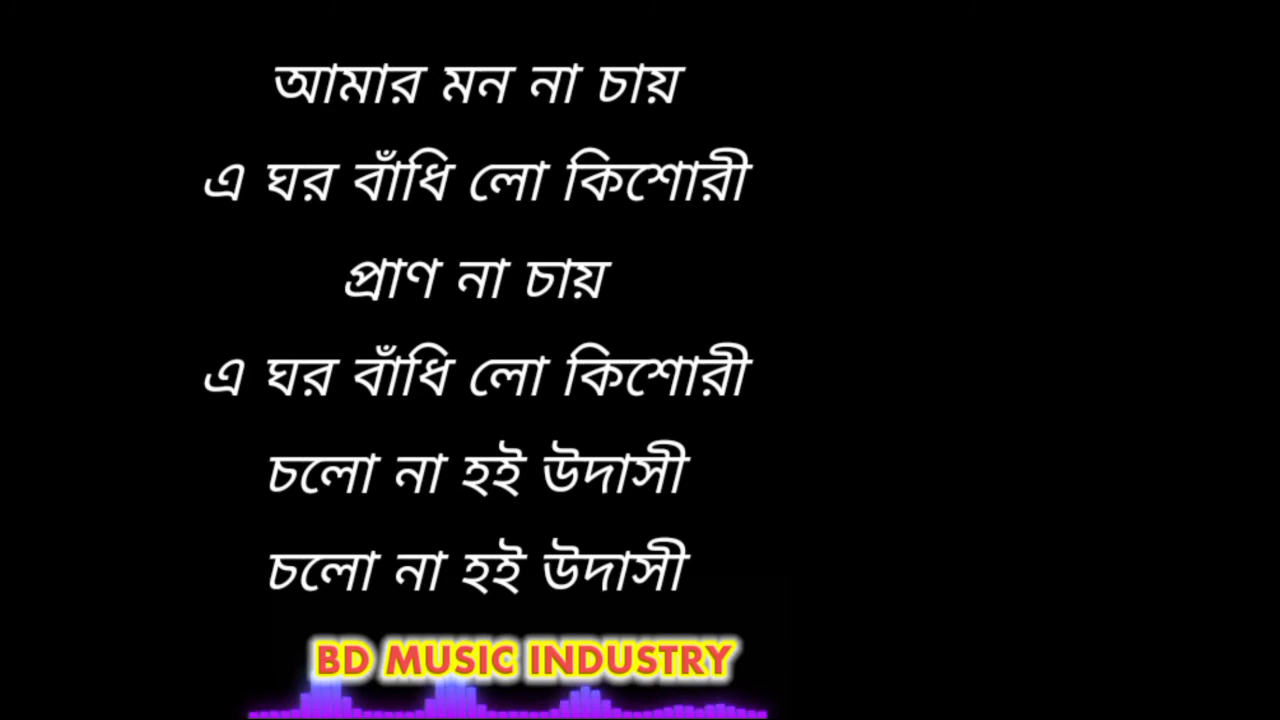 আমার মন না চায়
এ ঘর বাঁধি লো কিশোরী
প্রাণ না চায়
এ ঘর বাঁধি লো কিশোরী
চলো না হই উদাসী
চলো না হই উদাসী
BD MUSIC INDUSTRY